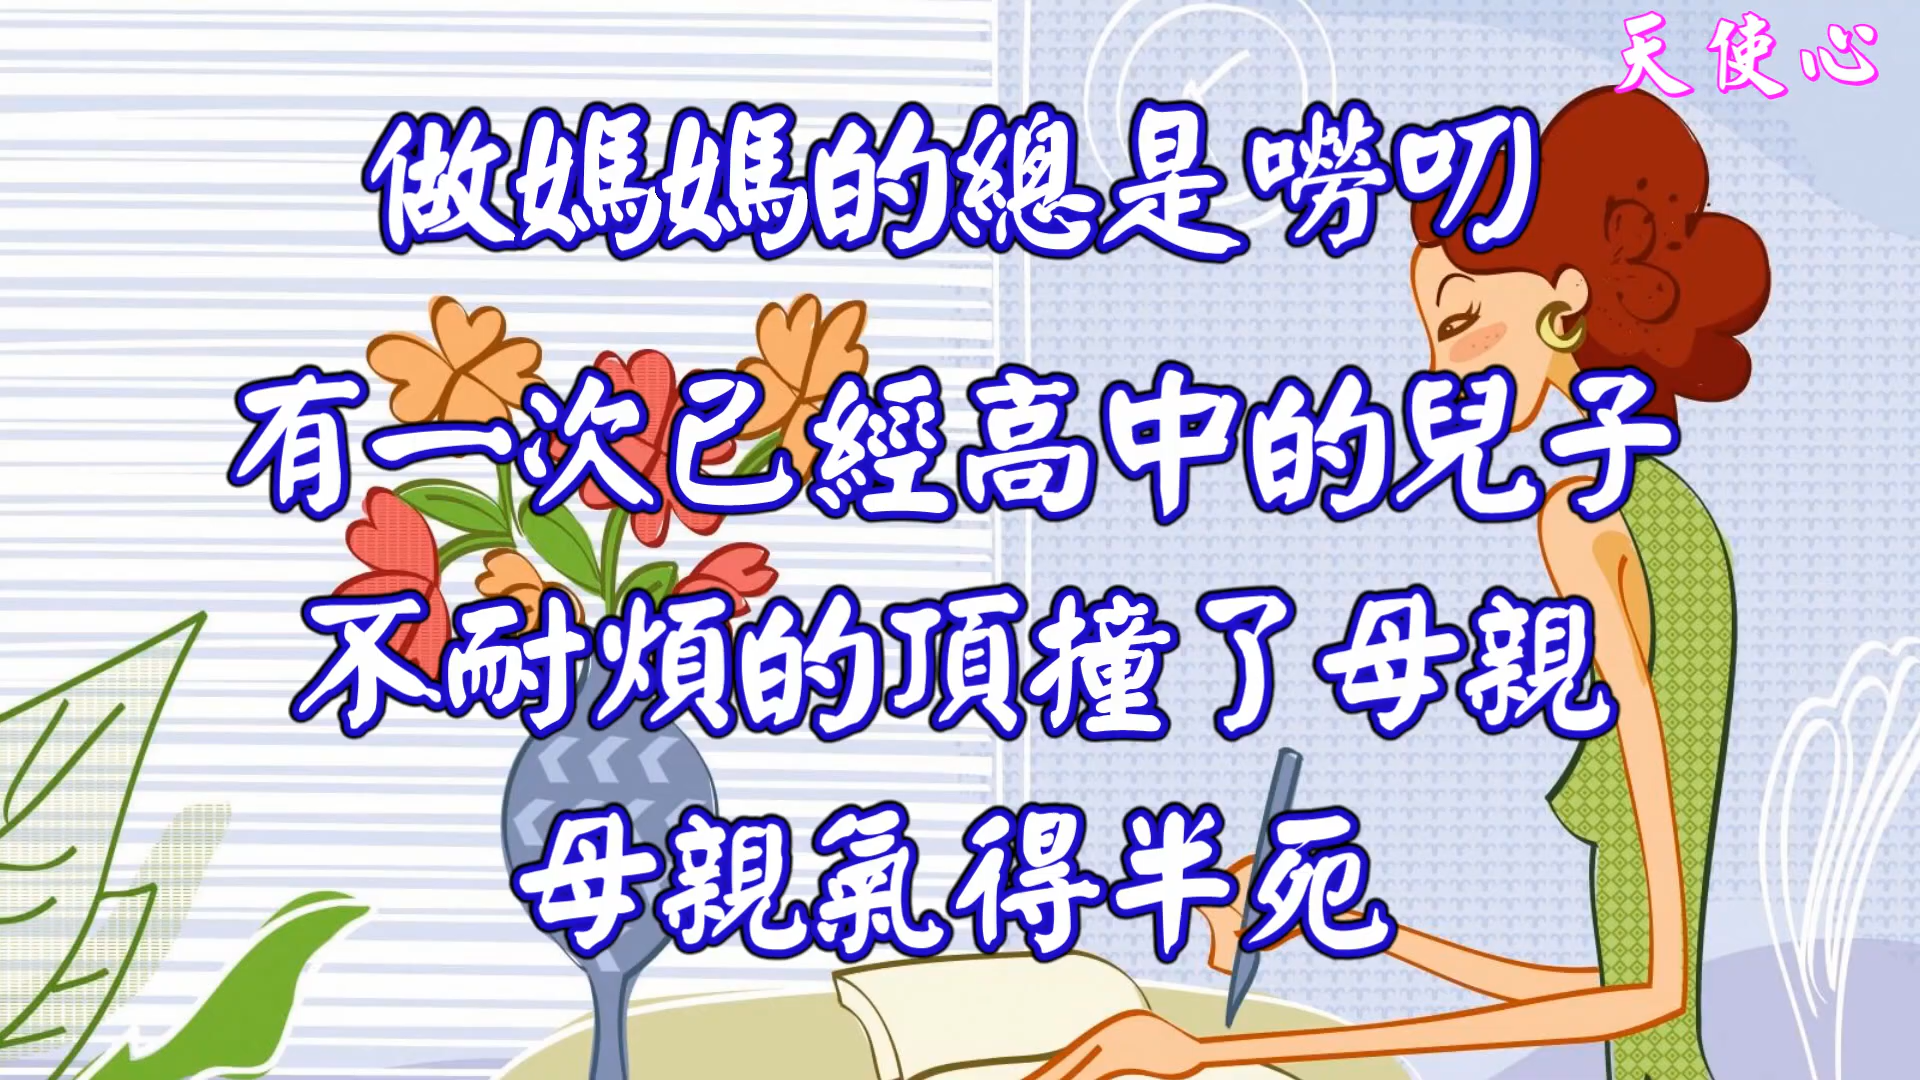 天使心
做媽媽的總是嘮叨
有一次已經高中的兒子
不耐煩的頂撞了母親
母親氣得半死